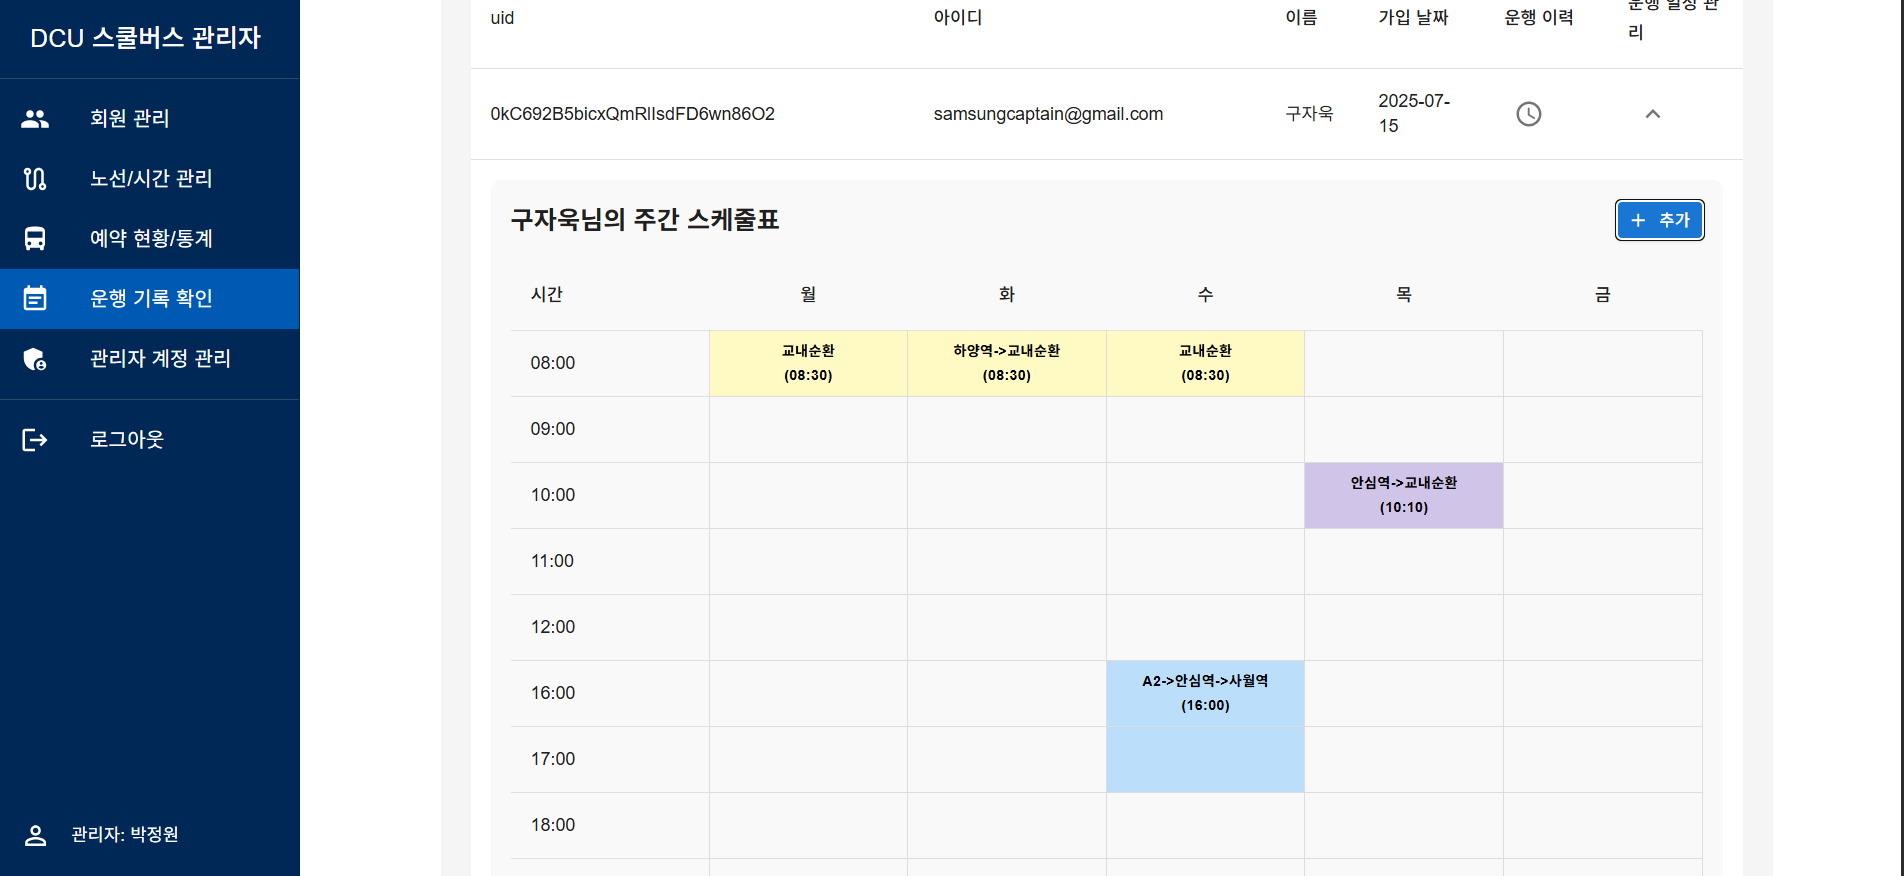 DCU 스쿨버스 관리자
회원 관리
노선/시간 관리
예약 현황/통계
운행 기록 확인
관리자 계정 관리
로그아웃
관리자: 박정원
uid 아이디 이름 가입 날짜 운행 이력 운행 일정 관
리
0kC692B5bicxQmRlIsdFD6wn86O2 samsungcaptain@gmail.com 구자욱 2025-07-
15
구자욱님의 주간 스케줄표
+ 추가
시간 월 화 수 목 금
08:00 교내순환 하양역->교내순환 교내순환
(08:30) (08:30) (08:30)
09:00
10:00 안심역->교내순환
(10:10)
11:00
12:00
16:00 A2->안심역->사월역
(16:00)
17:00
18:00